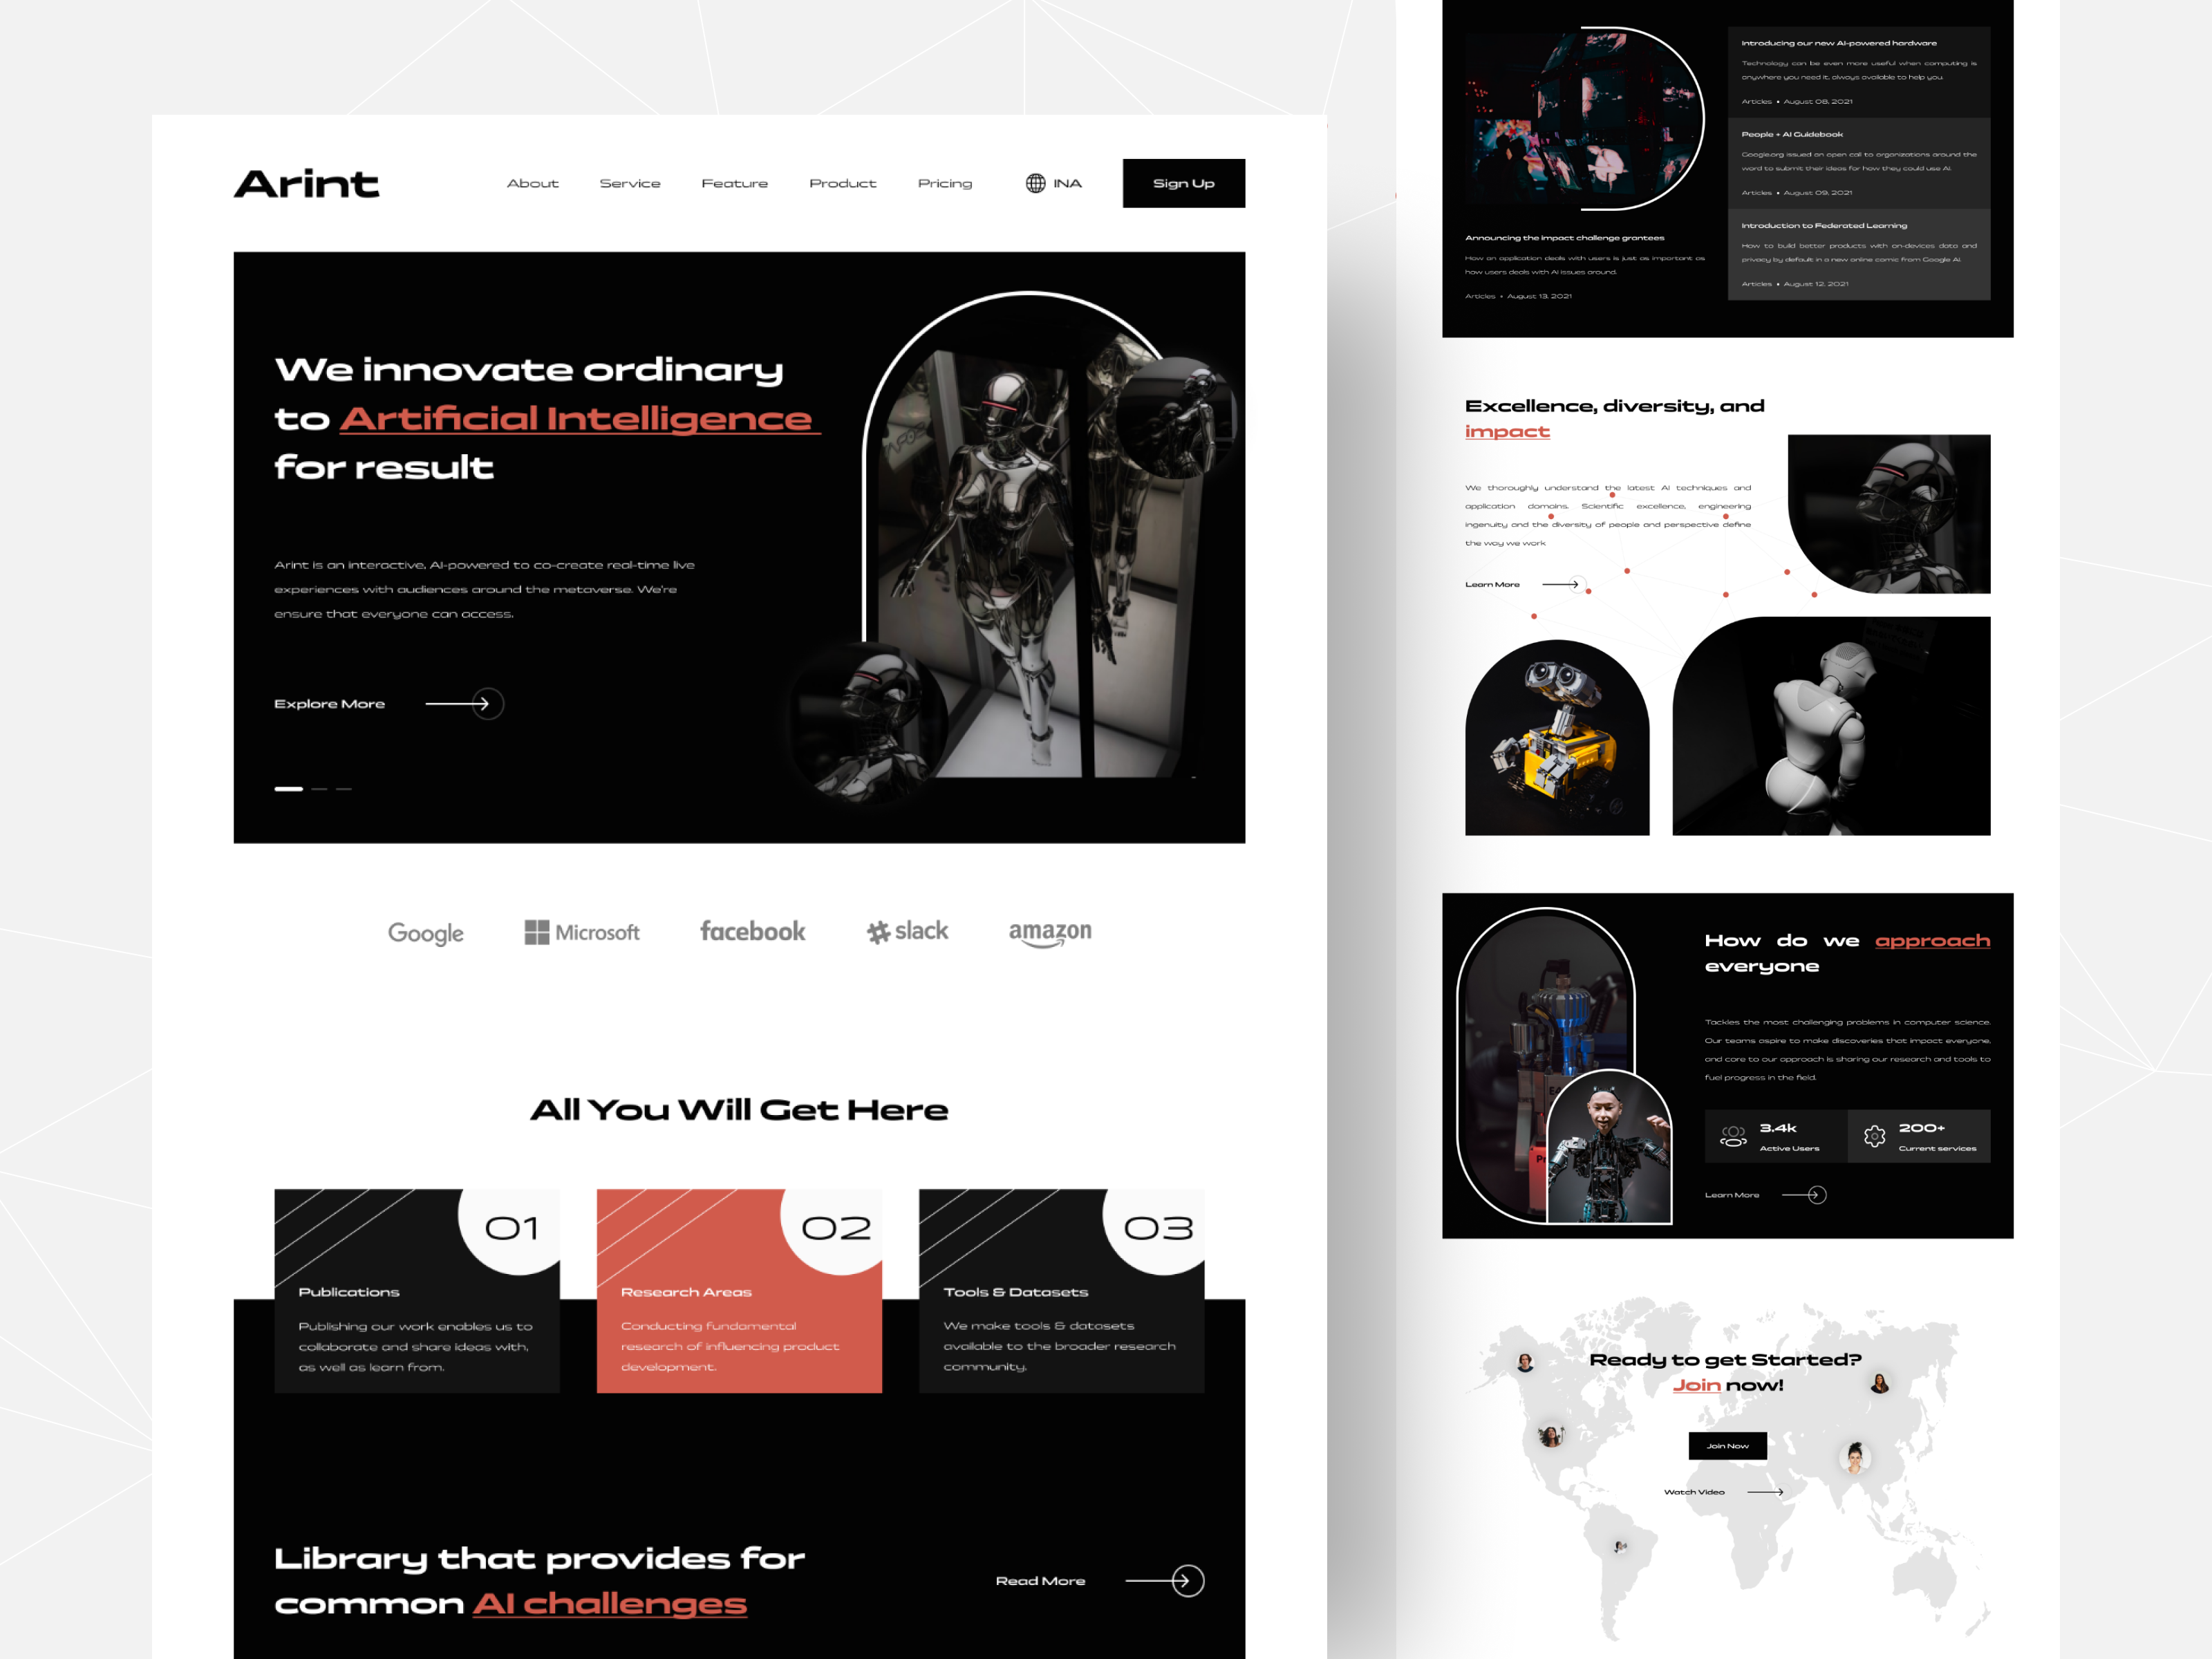 Arint
About
Service
Feature
Product
Pricing
INA
Sign Up
We innovate ordinary
to Artificial Intelligence
for result
Arint is an interactive, AI-powered to co-create real-time live
experiences with audiences around the metaverse. We're
ensure that everyone can access.
Explore More
Google
Microsoft
facebook
slack
amazon
All You Will Get Here
01
Publications
Publishing our work enables us to
collaborate and share ideas with,
as well as learn from.
02
Research Areas
Conducting fundamental
research of influencing product
development.
03
Tools & Datasets
We make tools & datasets
available to the broader research
community.
Library that provides for
common AI challenges
Read More
Announcing the impact challenge grantees
How an application deals with users is just as important as
how users deals with AI issues around.
Articles • August 13, 2021
Introducing our new AI-powered hardware
Technology can be even more useful when computing is
anywhere you need it, always available to help you.
Articles • August 08, 2021
People + AI Guidebook
Google.org issued an open call to organizations around the
word to submit their ideas for how they could use AI.
Articles • August 09, 2021
Introduction to Federated Learning
How to build better products with on-devices data and
privacy by default in a new online comic from Google AI.
Articles • August 12, 2021
Excellence, diversity, and
impact
We thoroughly understand the latest AI techniques and
application domains. Scientific excellence, engineering
ingenuity and the diversity of people and perspective define
the way we work
Learn More
How do we approach
everyone
Tackles the most challenging problems in computer science.
Our teams aspire to make discoveries that impact everyone,
and core to our approach is sharing our research and tools to
fuel progress in the field.
3.4k
Active Users
200+
Current services
Learn More
Ready to get Started?
Join now!
Join Now
Watch Video